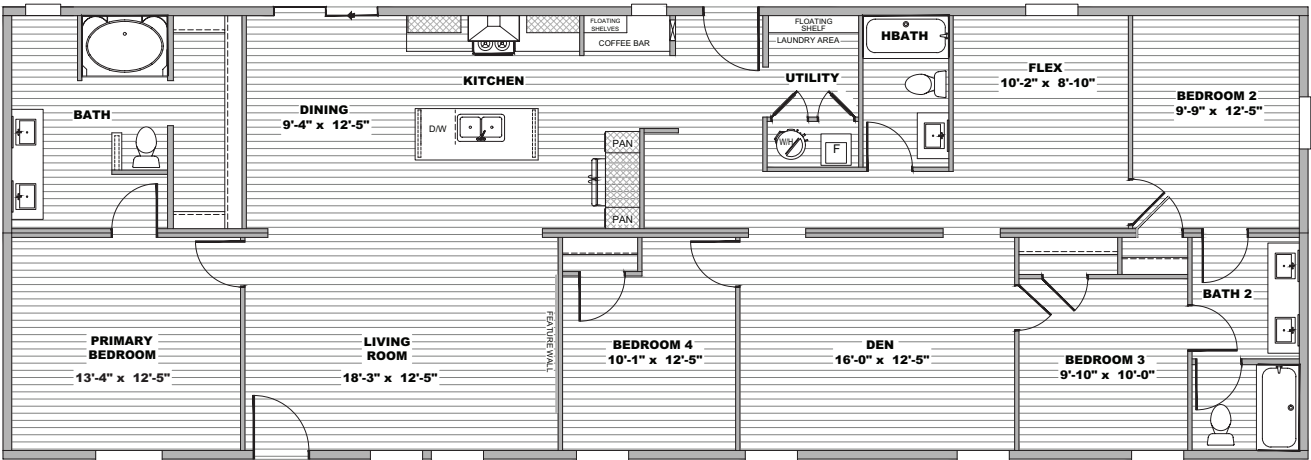 FLOATING
SHELVES
COFFEE BAR
FLOATING
SHELF
LAUNDRY AREA
HBATH
KITCHEN
UTILITY
FLEX
10'-2" x 8'-10"
BEDROOM 2
9'-9" x 12'-5"
BATH
DINING
9'-4" x 12'-5"
D/W
PAN
W/H
F
PAN
BATH 2
PRIMARY
BEDROOM
13'-4" x 12'-5"
LIVING
ROOM
18'-3" x 12'-5"
FEATURE WALL
BEDROOM 4
10'-1" x 12'-5"
DEN
16'-0" x 12'-5"
BEDROOM 3
9'-10" x 10'-0"